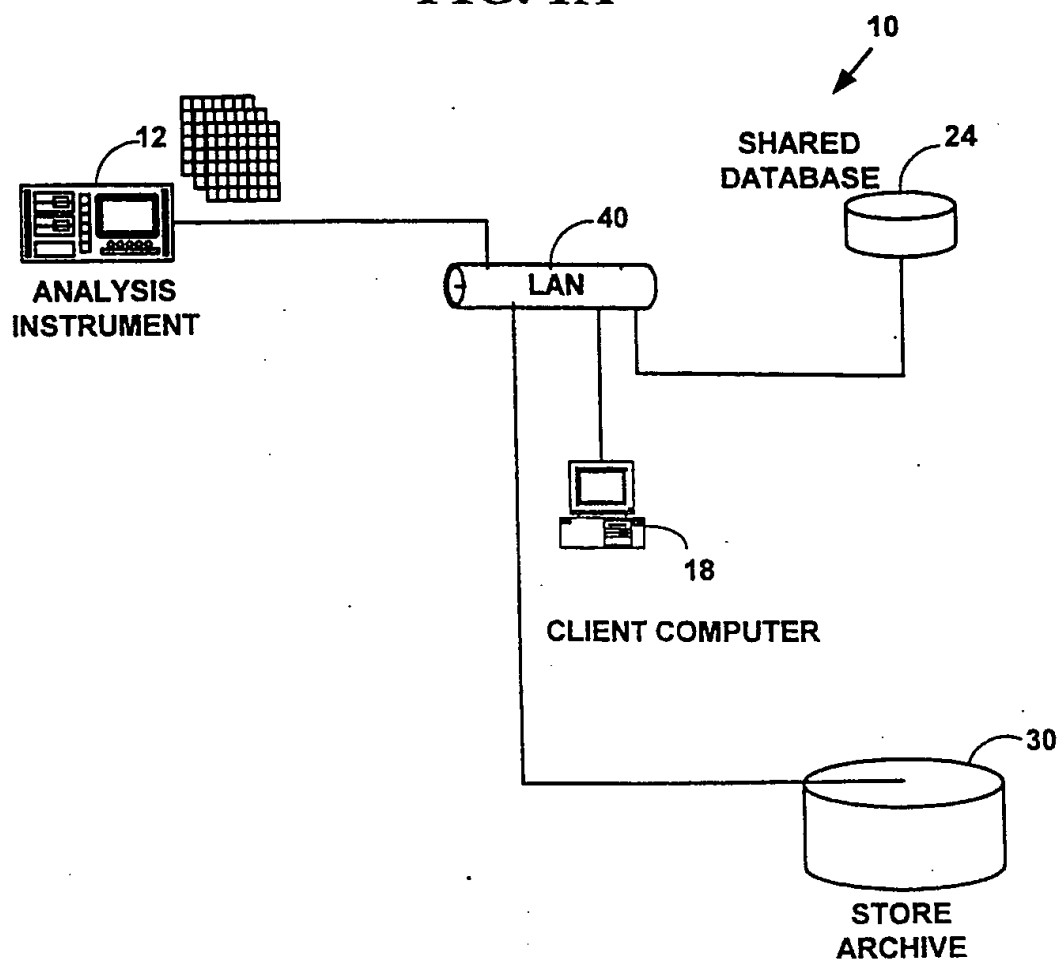 10
12
SHARED
DATABASE
24
40
LAN
ANALYSIS
INSTRUMENT
18
CLIENT COMPUTER
30
STORE
ARCHIVE